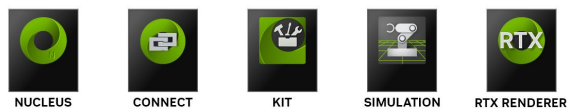 RTX
NUCLEUS
CONNECT
KIT
SIMULATION
RTX RENDERER